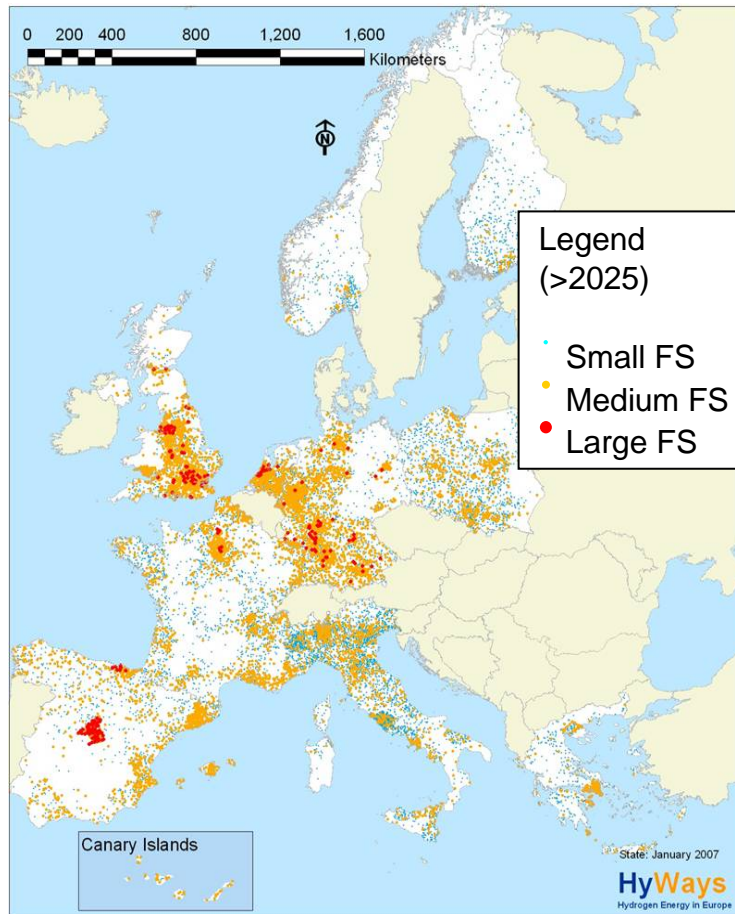 0 200 400 800 1,200 1,600
Kilometers
N
Legend
(>2025)
Small FS
Medium FS
Large FS
Canary Islands
State: January 2007
HyWays
Hydrogen Energy in Europe